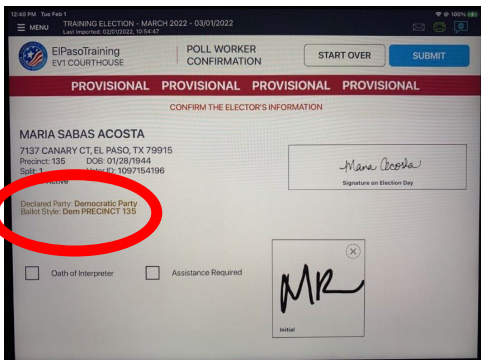 12:40 PM Tue Feb 1
100%
MENU
TRAINING ELECTION - MARCH 2022 - 03/01/2022
Last Imported: 02/01/2022, 10:54:47
ElPasoTraining
EV1 COURTHOUSE
POLL WORKER
CONFIRMATION
START OVER
SUBMIT
PROVISIONAL PROVISIONAL PROVISIONAL PROVISIONAL
CONFIRM THE ELECTOR'S INFORMATION
MARIA SABAS ACOSTA
7137 CANARY CT, EL PASO, TX 79915
Precinct: 135 DOB: 01/28/1944
Split: 1 ID: 1097154196
Active
Declared Party: Democratic Party
Ballot Style: Dem PRECINCT 135
Maria Acosta
Signature on Election Day
Oath of Interpreter
Assistance Required
MR
Initial